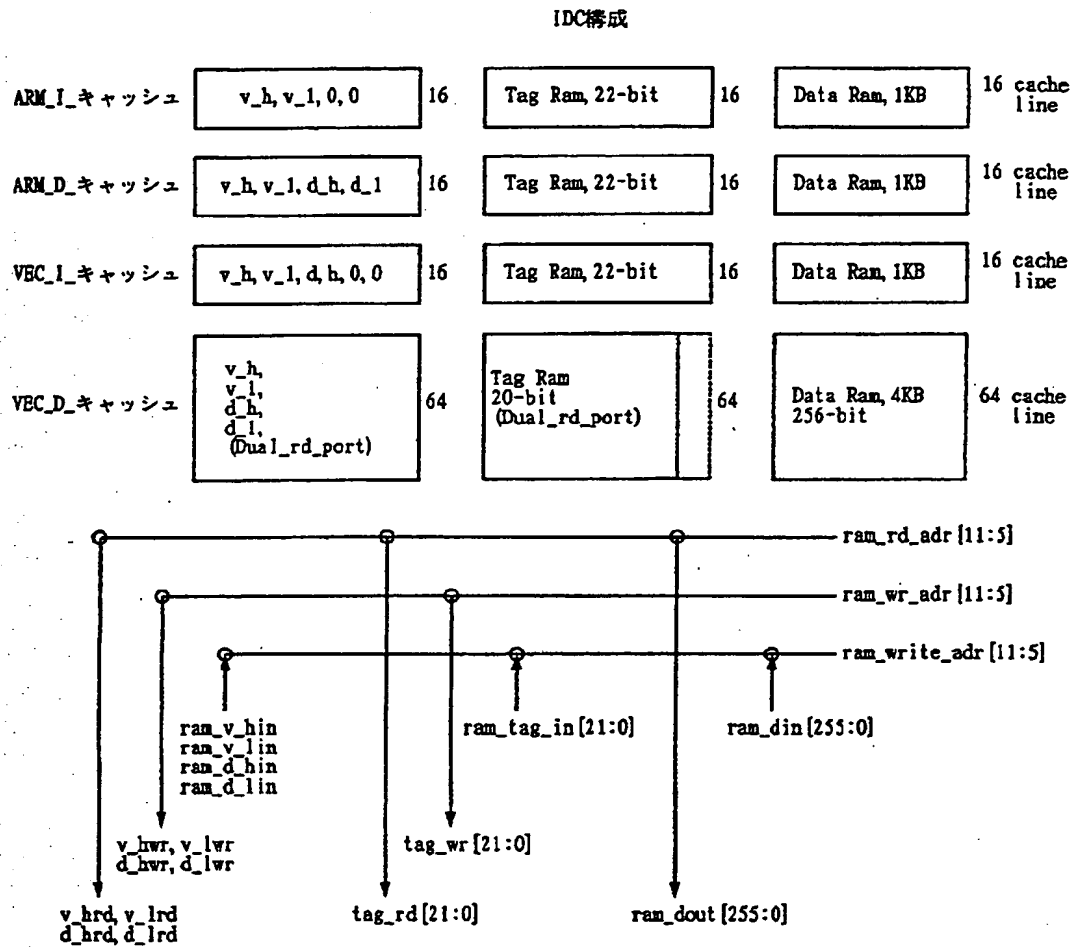 IDC構成
ARM_I_キャッシュ
v_h, v_l, 0, 0
16
Tag Ram, 22-bit
16
Data Ram, 1KB
16 cache
line
ARM_D_キャッシュ
v_h, v_l, d_h, d_l
16
Tag Ram, 22-bit
16
Data Ram, 1KB
16 cache
line
VEC_I_キャッシュ
v_h, v_l, d, h, 0, 0
16
Tag Ram, 22-bit
16
Data Ram, 1KB
16 cache
line
VEC_D_キャッシュ
v_h,
v_l,
d_h,
d_l,
(Dual_rd_port)
64
Tag Ram
20-bit
(Dual_rd_port)
64
Data Ram, 4KB
256-bit
64 cache
line
ram_rd_adr[11:5]
ram_wr_adr[11:5]
ram_write_adr[11:5]
ram_v_hin
ram_v_lin
ram_d_hin
ram_d_lin
ram_tag_in[21:0]
ram_din[255:0]
v_hwr, v_lwr
d_hwr, d_lwr
tag_wr[21:0]
v_hrd, v_lrd
d_hrd, d_lrd
tag_rd[21:0]
ram_dout[255:0]